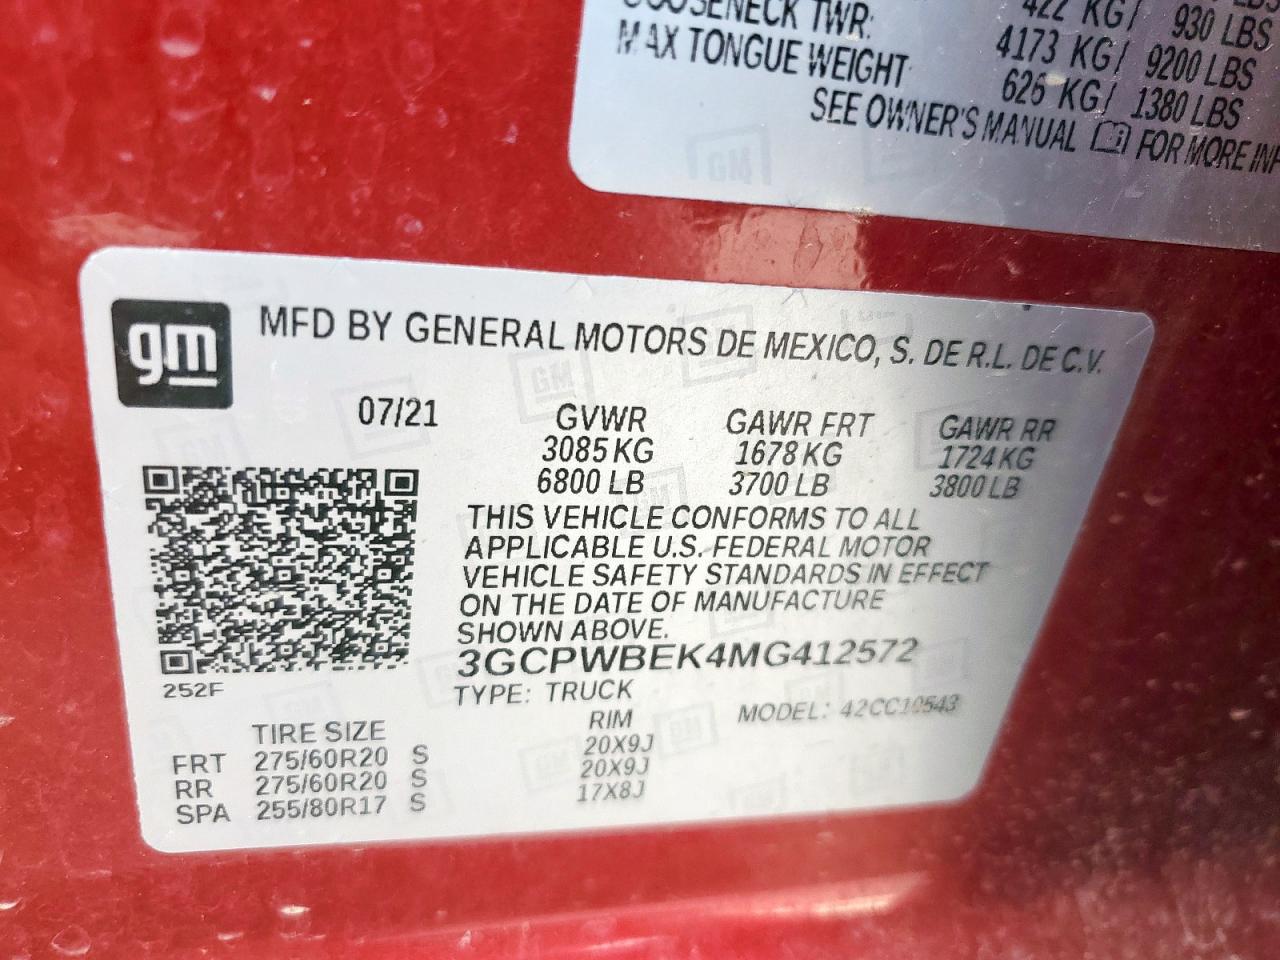 GOOSENECK TWR: 422 KG/ 930 LBS
4173 KG/ 9200 LBS
MAX TONGUE WEIGHT 626 KG/ 1380 LBS
SEE OWNER'S MANUAL FOR MORE INF
GM
gm
MFD BY GENERAL MOTORS DE MEXICO, S. DE R.L. DE C.V.
07/21 GVWR GAWR FRT GAWR RR
3085 KG 1678 KG 1724 KG
6800 LB 3700 LB 3800 LB
THIS VEHICLE CONFORMS TO ALL
APPLICABLE U.S. FEDERAL MOTOR
VEHICLE SAFETY STANDARDS IN EFFECT
ON THE DATE OF MANUFACTURE
SHOWN ABOVE.
3GCPWBEK4MG412572
252F
TYPE: TRUCK MODEL: 42CC10543
TIRE SIZE RIM
FRT 275/60R20 S 20X9J
RR 275/60R20 S 20X9J
SPA 255/80R17 S 17X8J